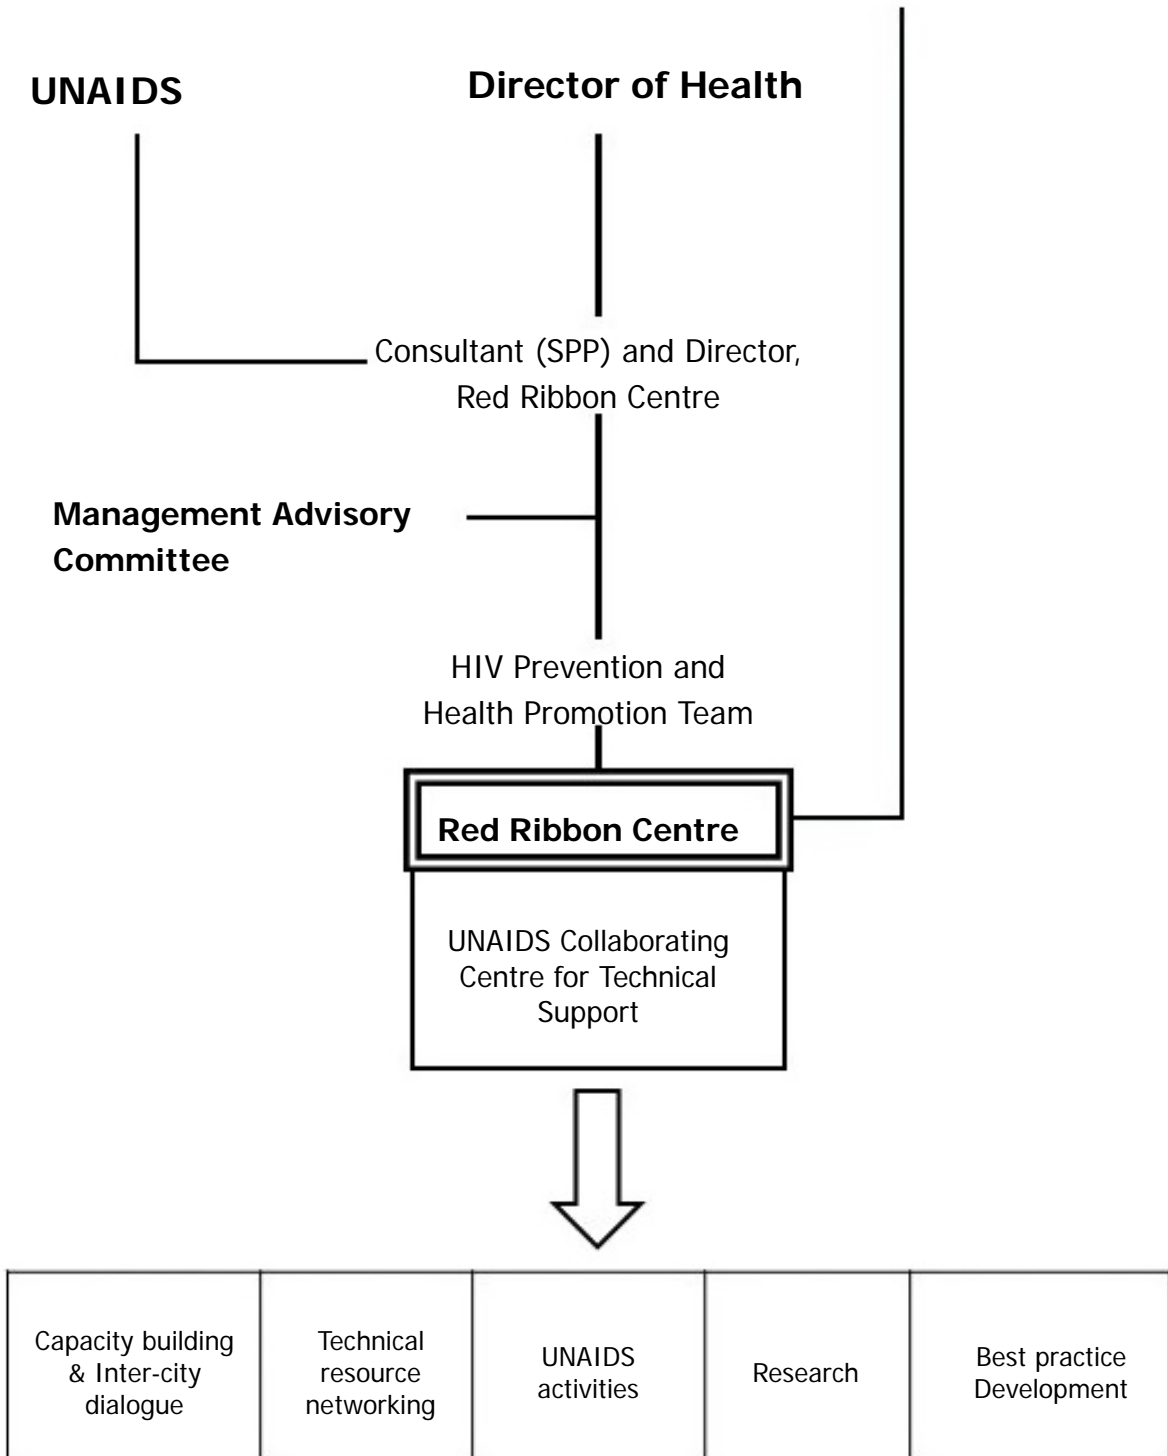 UNAIDS
Director of Health
Consultant (SPP) and Director,
Red Ribbon Centre
Management Advisory
Committee
HIV Prevention and
Health Promotion Team
Red Ribbon Centre
UNAIDS Collaborating
Centre for Technical
Support
Capacity building
& Inter-city
dialogue
Technical
resource
networking
UNAIDS
activities
Research
Best practice
Development